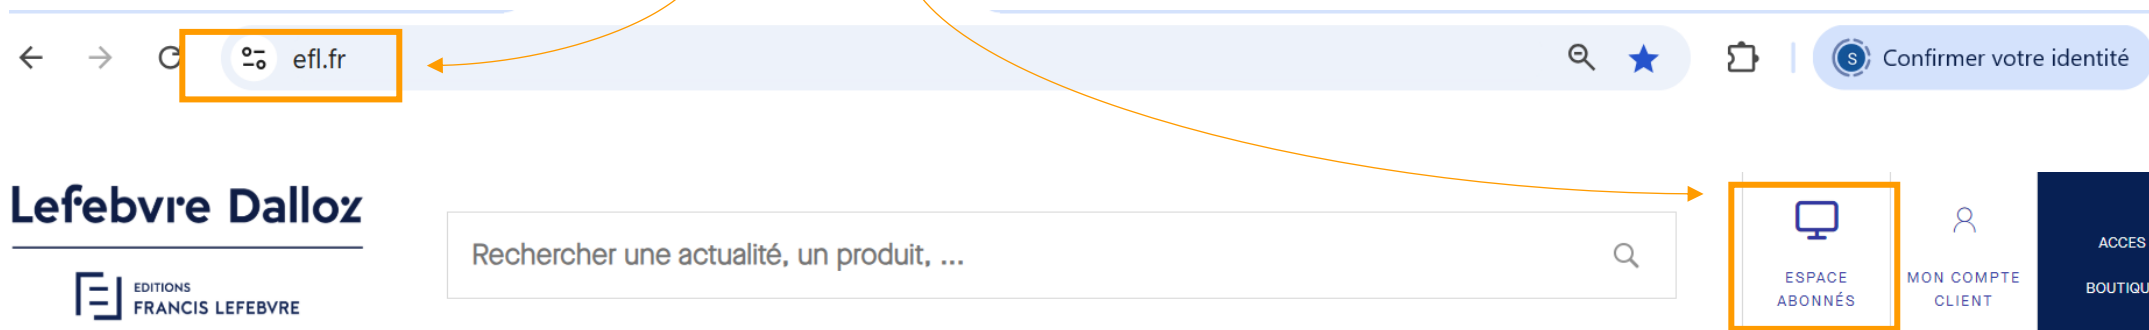 efl.fr
S Confirmer votre identité
Lefebvre Dalloz
EDITIONS
FRANCIS LEFEBVRE
Rechercher une actualité, un produit, ...
ESPACE
ABONNÉS
MON COMPTE
CLIENT
ACCES
BOUTIQU